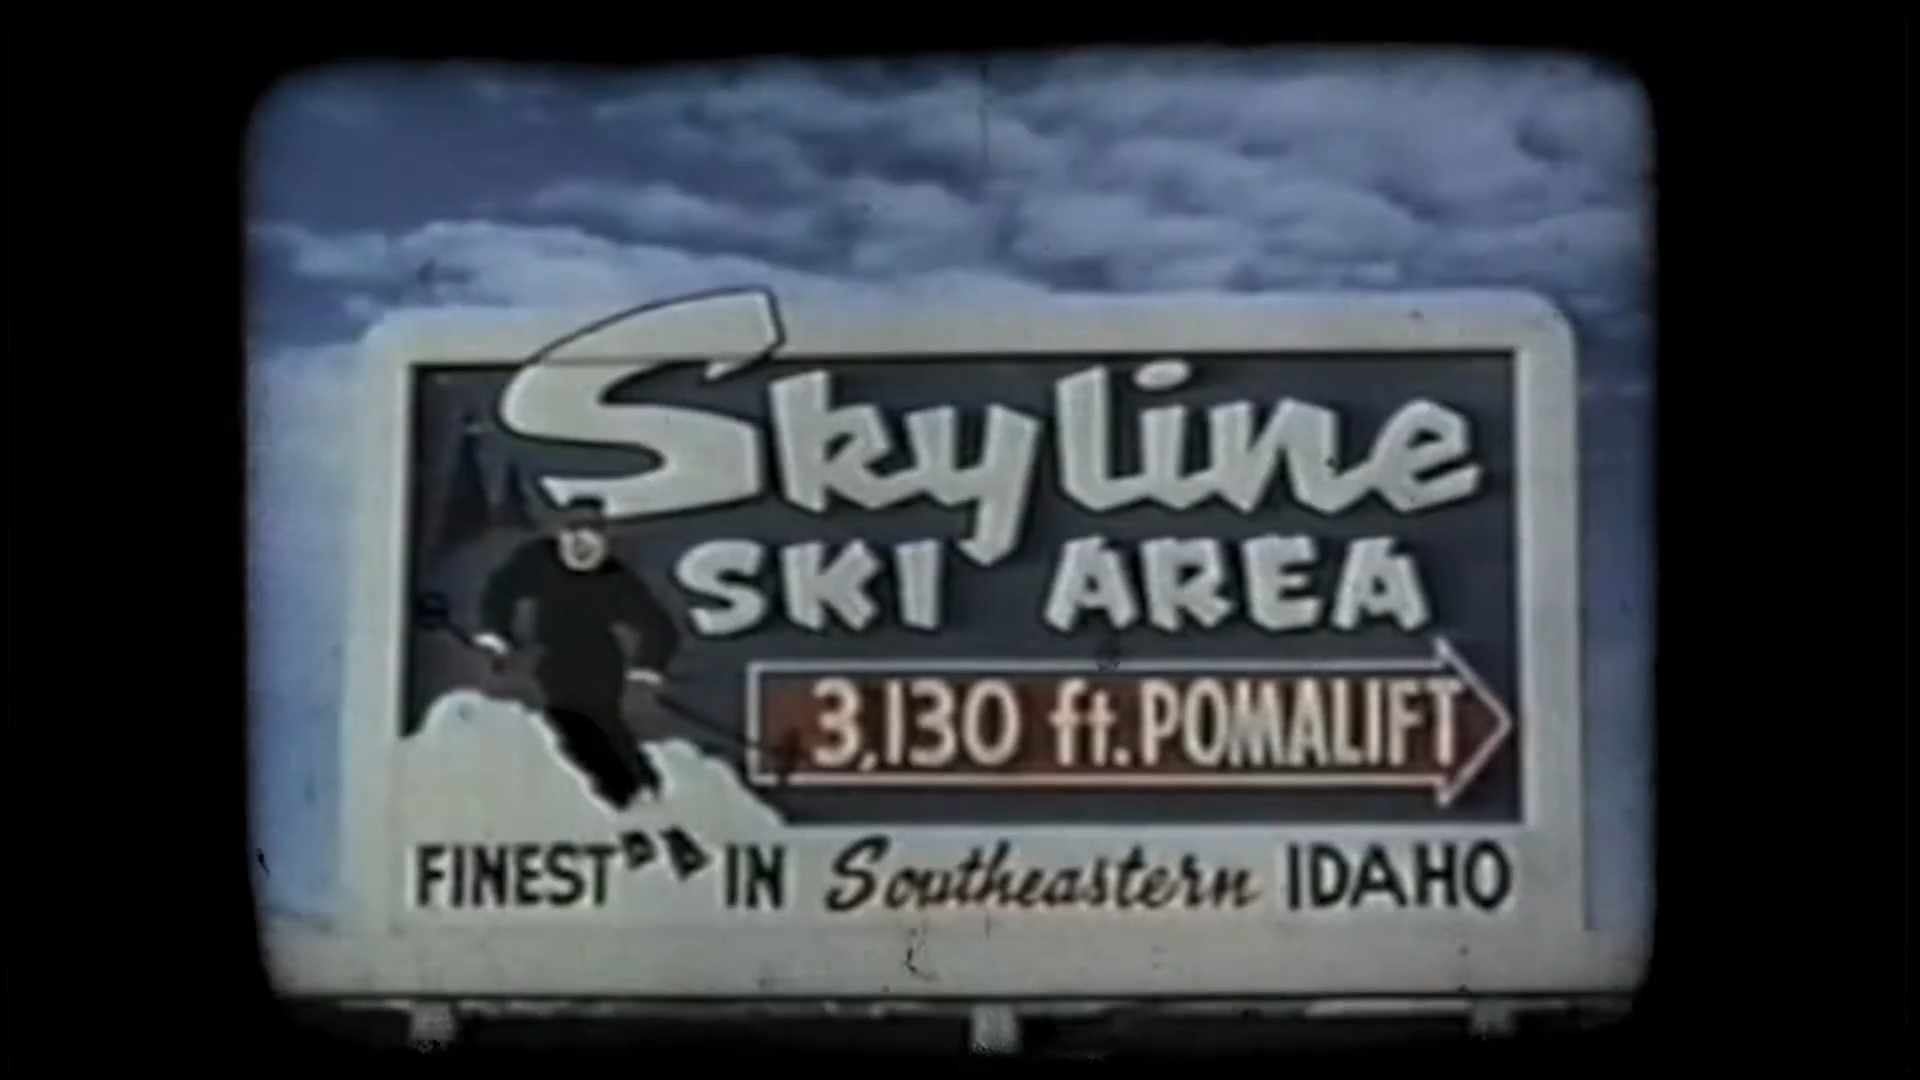 Skyline
SKI AREA
3,130 ft. POMALIFT
FINEST IN Southeastern IDAHO